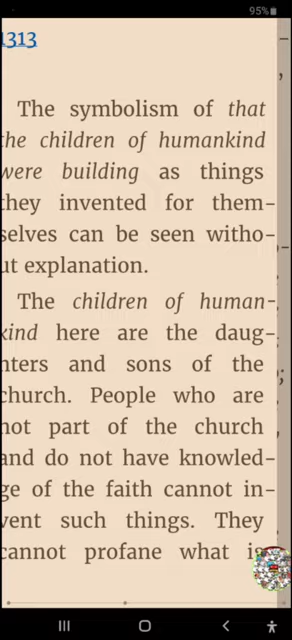 95%
1313
The symbolism of that
the children of humankind
were building as things
they invented for them-
selves can be seen witho-
ut explanation.
The children of human-
kind here are the daug-
hters and sons of the
church. People who are
not part of the church
and do not have knowled-
ge of the faith cannot in-
vent such things. They
cannot profane what is